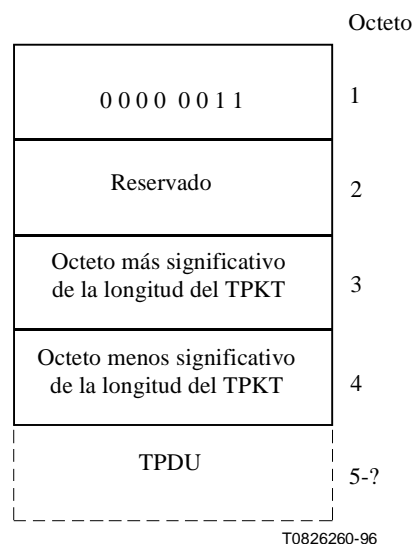 Octeto
0 0 0 0 0 0 1 1
1
Reservado
2
Octeto más significativo
de la longitud del TPKT
3
Octeto menos significativo
de la longitud del TPKT
4
TPDU
5-?
T0826260-96